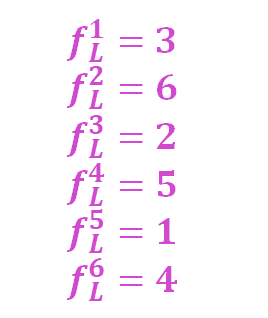 f_L^1 = 3
f_L^2 = 6
f_L^3 = 2
f_L^4 = 5
f_L^5 = 1
f_L^6 = 4